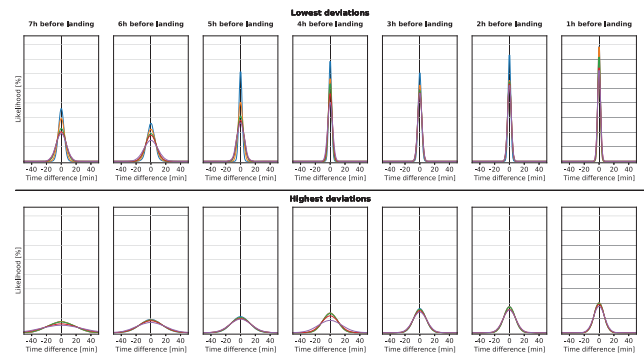 Lowest deviations
7h before landing 6h before landing 5h before landing 4h before landing 3h before landing 2h before landing 1h before landing
Likelihood [%]
-40 -20 0 20 40 -40 -20 0 20 40 -40 -20 0 20 40 -40 -20 0 20 40 -40 -20 0 20 40 -40 -20 0 20 40 -40 -20 0 20 40
Time difference [min] Time difference [min] Time difference [min] Time difference [min] Time difference [min] Time difference [min] Time difference [min]
Highest deviations
Likelihood [%]
-40 -20 0 20 40 -40 -20 0 20 40 -40 -20 0 20 40 -40 -20 0 20 40 -40 -20 0 20 40 -40 -20 0 20 40 -40 -20 0 20 40
Time difference [min] Time difference [min] Time difference [min] Time difference [min] Time difference [min] Time difference [min] Time difference [min]